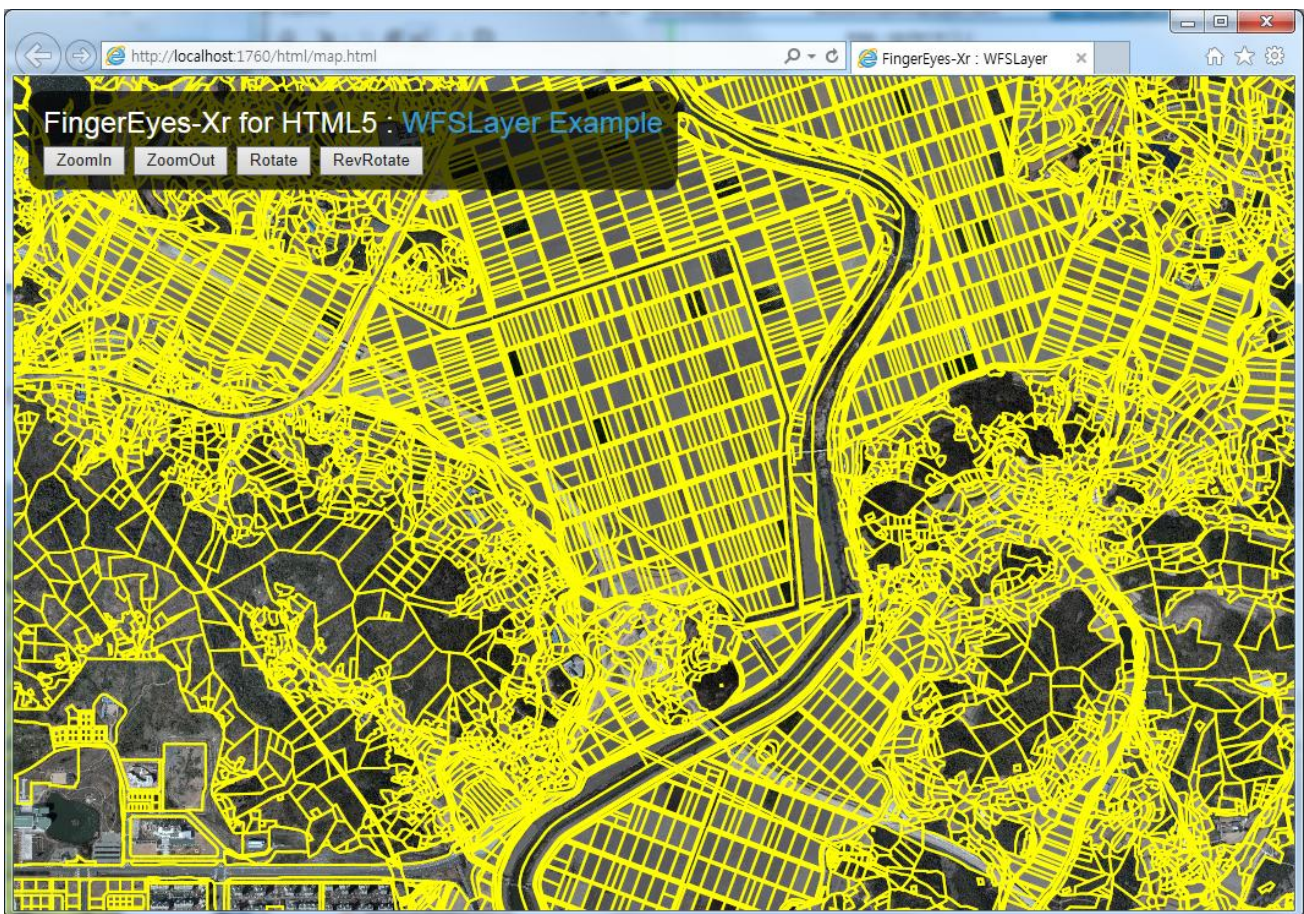 http://localhost:1760/html/map.html
FingerEyes-Xr : WFSLayer
FingerEyes-Xr for HTML5 : WFSLayer Example
ZoomIn ZoomOut Rotate RevRotate